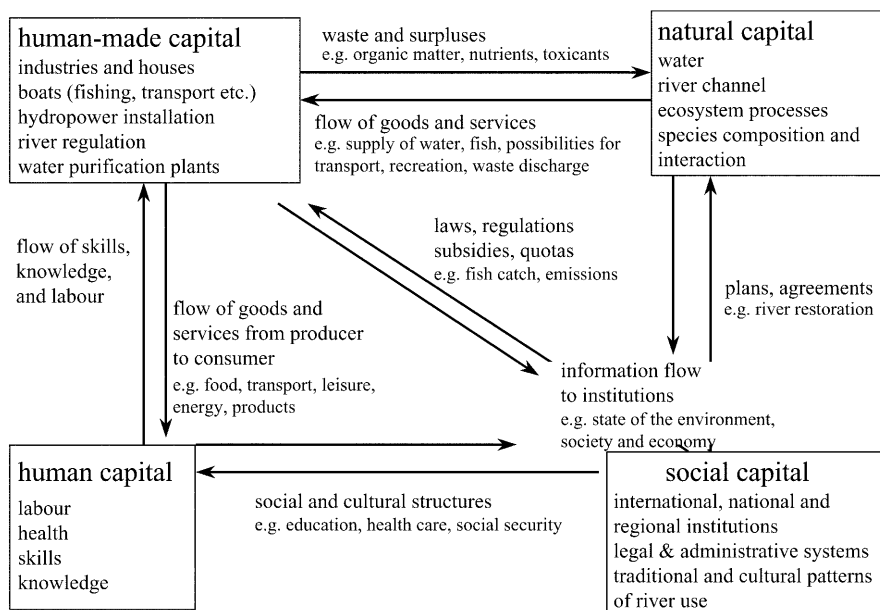 human-made capital
industries and houses
boats (fishing, transport etc.)
hydropower installation
river regulation
water purification plants
waste and surpluses
e.g. organic matter, nutrients, toxicants
flow of goods and services
e.g. supply of water, fish, possibilities for
transport, recreation, waste discharge
natural capital
water
river channel
ecosystem processes
species composition and
interaction
flow of skills,
knowledge,
and labour
flow of goods and
services from producer
to consumer
e.g. food, transport, leisure,
energy, products
laws, regulations
subsidies, quotas
e.g. fish catch, emissions
plans, agreements
e.g. river restoration
information flow
to institutions
e.g. state of the environment,
society and economy
human capital
labour
health
skills
knowledge
social and cultural structures
e.g. education, health care, social security
social capital
international, national and
regional institutions
legal & administrative systems
traditional and cultural patterns
of river use